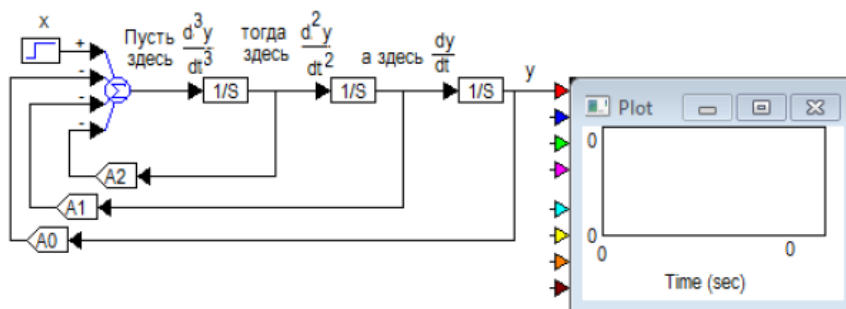 x
Пусть здесь d³y/dt³
тогда здесь d²y/dt²
а здесь dy/dt
y
+
-
-
-
Σ
1/S
1/S
1/S
A2
A1
A0
Plot
0
0
0
0
Time (sec)